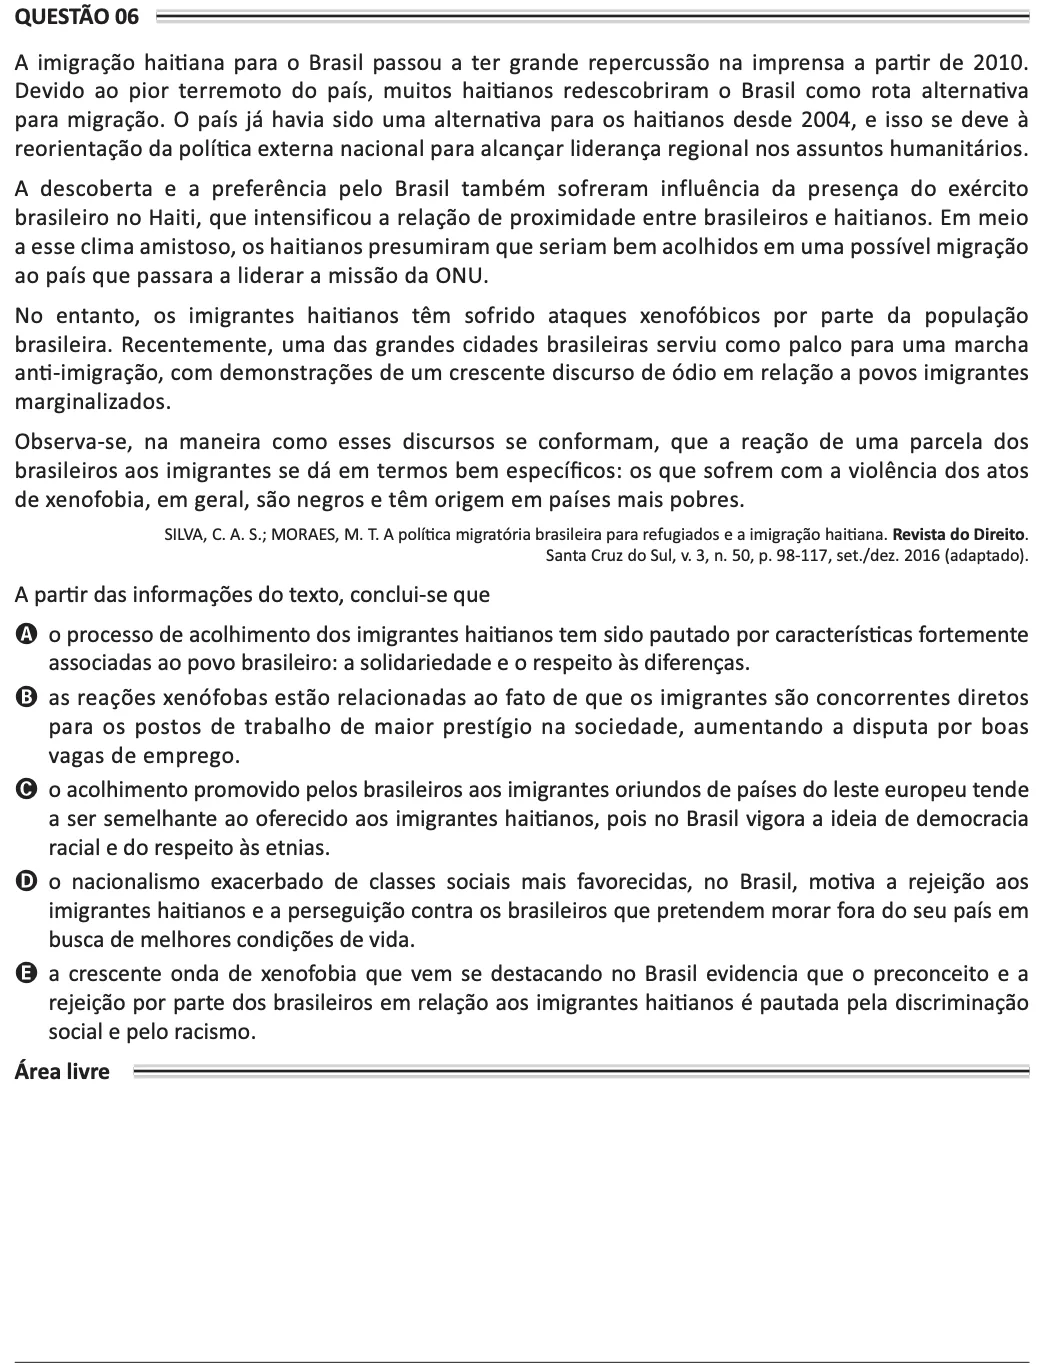 QUESTÃO 06
A imigração haitiana para o Brasil passou a ter grande repercussão na imprensa a partir de 2010.
Devido ao pior terremoto do país, muitos haitianos redescobriram o Brasil como rota alternativa
para migração. O país já havia sido uma alternativa para os haitianos desde 2004, e isso se deve à
reorientação da política externa nacional para alcançar liderança regional nos assuntos humanitários.
A descoberta e a preferência pelo Brasil também sofreram influência da presença do exército
brasileiro no Haiti, que intensificou a relação de proximidade entre brasileiros e haitianos. Em meio
a esse clima amistoso, os haitianos presumiram que seriam bem acolhidos em uma possível migração
ao país que passara a liderar a missão da ONU.
No entanto, os imigrantes haitianos têm sofrido ataques xenofóbicos por parte da população
brasileira. Recentemente, uma das grandes cidades brasileiras serviu como palco para uma marcha
anti-imigração, com demonstrações de um crescente discurso de ódio em relação a povos imigrantes
marginalizados.
Observa-se, na maneira como esses discursos se conformam, que a reação de uma parcela dos
brasileiros aos imigrantes se dá em termos bem específicos: os que sofrem com a violência dos atos
de xenofobia, em geral, são negros e têm origem em países mais pobres.
SILVA, C. A. S.; MORAES, M. T. A política migratória brasileira para refugiados e a imigração haitiana. Revista do Direito.
Santa Cruz do Sul, v. 3, n. 50, p. 98-117, set./dez. 2016 (adaptado).
A partir das informações do texto, conclui-se que
A o processo de acolhimento dos imigrantes haitianos tem sido pautado por características fortemente
associadas ao povo brasileiro: a solidariedade e o respeito às diferenças.
B as reações xenófobas estão relacionadas ao fato de que os imigrantes são concorrentes diretos
para os postos de trabalho de maior prestígio na sociedade, aumentando a disputa por boas
vagas de emprego.
C o acolhimento promovido pelos brasileiros aos imigrantes oriundos de países do leste europeu tende
a ser semelhante ao oferecido aos imigrantes haitianos, pois no Brasil vigora a ideia de democracia
racial e do respeito às etnias.
D o nacionalismo exacerbado de classes sociais mais favorecidas, no Brasil, motiva a rejeição aos
imigrantes haitianos e a perseguição contra os brasileiros que pretendem morar fora do seu país em
busca de melhores condições de vida.
E a crescente onda de xenofobia que vem se destacando no Brasil evidencia que o preconceito e a
rejeição por parte dos brasileiros em relação aos imigrantes haitianos é pautada pela discriminação
social e pelo racismo.
Área livre